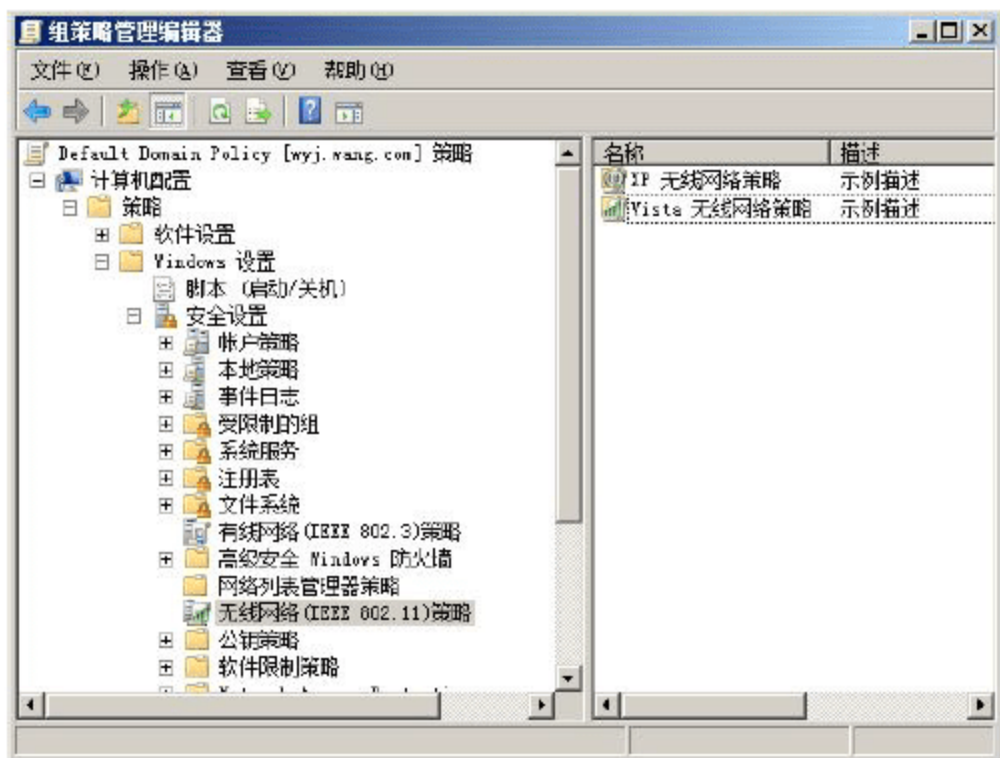 组策略管理编辑器
文件(F) 操作(A) 查看(V) 帮助(H)
Default Domain Policy [wyj.wang.com] 策略
计算机配置
策略
软件设置
Windows 设置
脚本 (启动/关机)
安全设置
帐户策略
本地策略
事件日志
受限制的组
系统服务
注册表
文件系统
有线网络(IEEE 802.3)策略
高级安全 Windows 防火墙
网络列表管理器策略
无线网络(IEEE 802.11)策略
公钥策略
软件限制策略
名称 描述
XP 无线网络策略 示例描述
Vista 无线网络策略 示例描述